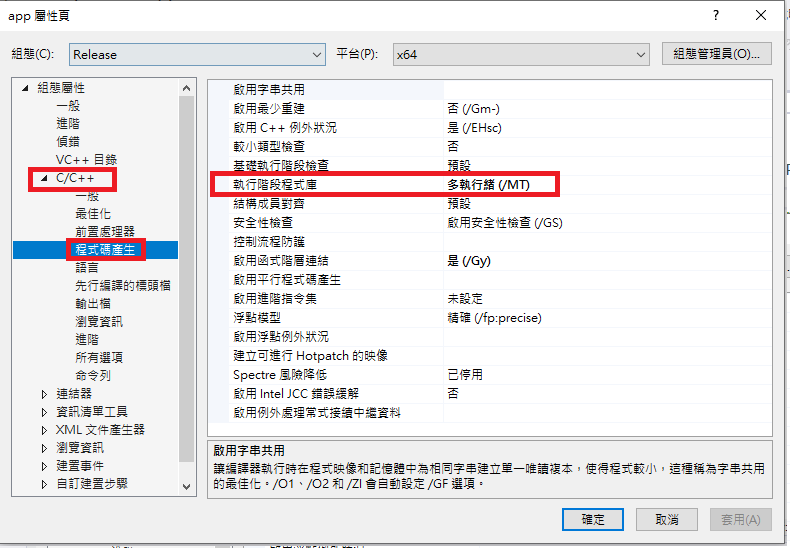 app 屬性頁
? ×
組態(C): Release 平台(P): x64 組態管理員(O)...
組態屬性
一般
進階
偵錯
VC++ 目錄
C/C++
一般
最佳化
前置處理器
程式碼產生
語言
先行編譯的標頭檔
輸出檔
瀏覽資訊
進階
所有選項
命令列
連結器
資訊清單工具
XML 文件產生器
瀏覽資訊
建置事件
自訂建置步驟
啟用字串共用
啟用最少重建 否 (/Gm-)
啟用 C++ 例外狀況 是 (/EHsc)
較小類型檢查 否
基礎執行階段檢查 預設
執行階段程式庫 多執行緒 (/MT)
結構成員對齊 預設
安全性檢查 啟用安全性檢查 (/GS)
控制流程防護
啟用函式階層連結 是 (/Gy)
啟用平行程式碼產生
啟用進階指令集 未設定
浮點模型 精確 (/fp:precise)
啟用浮點例外狀況
建立可進行 Hotpatch 的映像
Spectre 風險降低 已停用
啟用 Intel JCC 錯誤緩解 否
啟用例外處理常式接續中繼資料
啟用字串共用
讓編譯器執行時在程式映像和記憶體中為相同字串建立單一唯讀複本，使得程式較小，這種稱為字串共用
的最佳化。/O1、/O2 和 /ZI 會自動設定 /GF 選項。
確定 取消 套用(A)